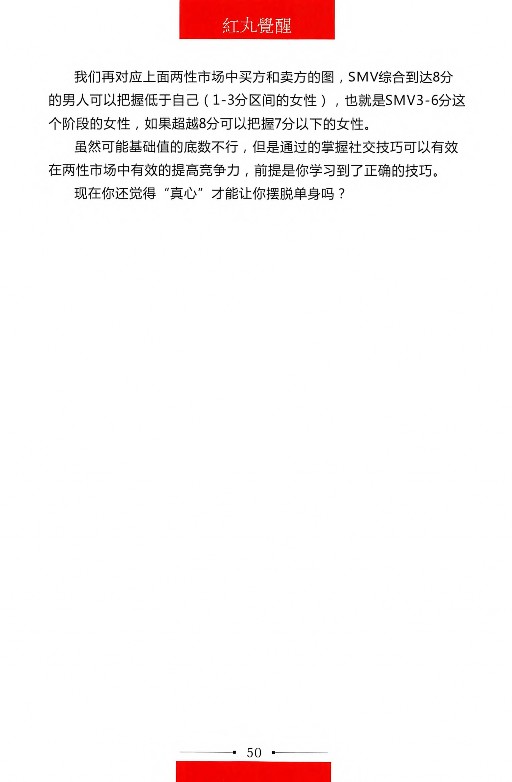 紅丸覺醒
我们再对应上面两性市场中买方和卖方的图，SMV综合到达8分
的男人可以把握低于自己（1-3分区间的女性），也就是SMV3-6分这
个阶段的女性，如果超越8分可以把握7分以下的女性。
虽然可能基础值的底数不行，但是通过的掌握社交技巧可以有效
在两性市场中有效的提高竞争力，前提是你学习到了正确的技巧。
现在你还觉得“真心”才能让你摆脱单身吗？
50